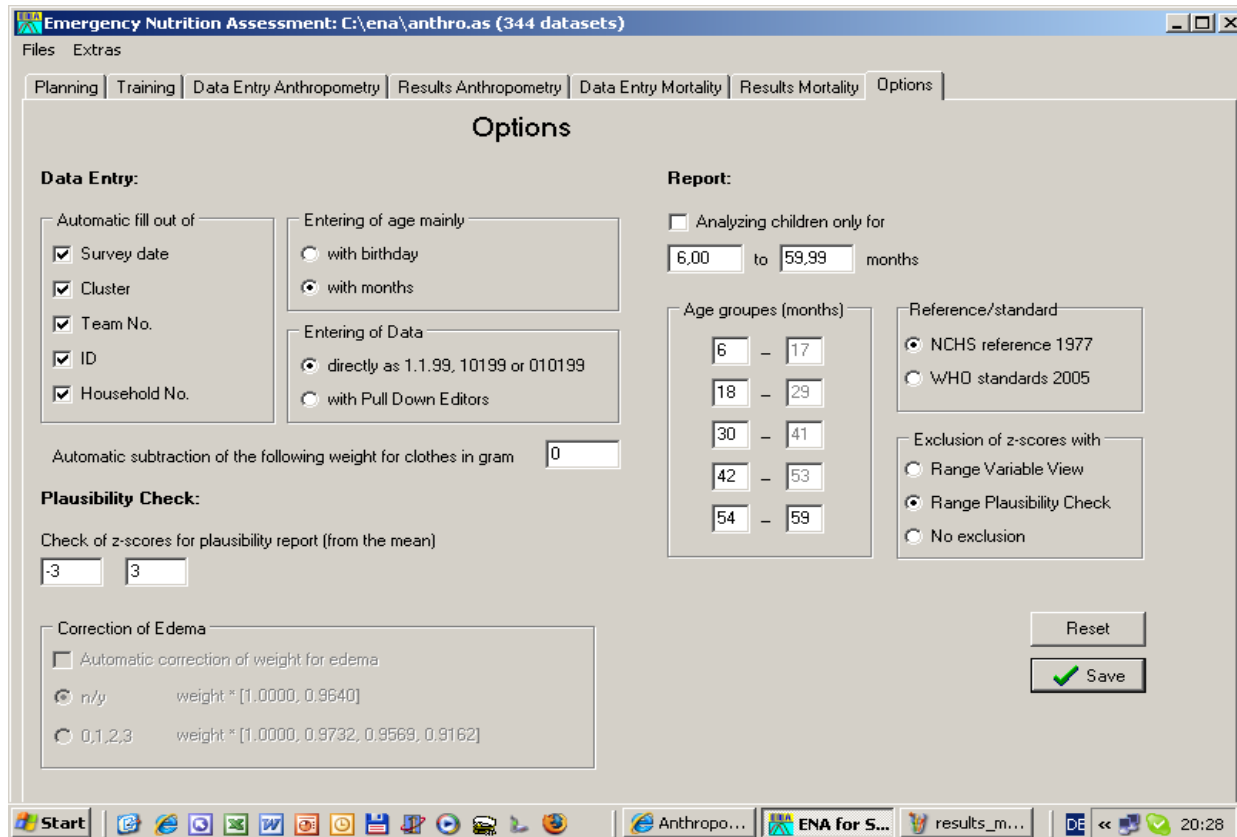 Emergency Nutrition Assessment: C:\ena\anthro.as (344 datasets)
Files Extras
Planning Training Data Entry Anthropometry Results Anthropometry Data Entry Mortality Results Mortality Options
Options
Data Entry:
Automatic fill out of
Survey date
Cluster
Team No.
ID
Household No.
Entering of age mainly
with birthday
with months
Entering of Data
directly as 1.1.99, 10199 or 010199
with Pull Down Editors
Automatic subtraction of the following weight for clothes in gram 0
Plausibility Check:
Check of z-scores for plausibility report (from the mean)
-3 3
Correction of Edema
Automatic correction of weight for edema
n/y weight * [1.0000, 0.9640]
0,1,2,3 weight * [1.0000, 0.9732, 0.9569, 0.9162]
Report:
Analyzing children only for
6,00 to 59,99 months
Age groupes (months)
6 – 17
18 – 29
30 – 41
42 – 53
54 – 59
Reference/standard
NCHS reference 1977
WHO standards 2005
Exclusion of z-scores with
Range Variable View
Range Plausibility Check
No exclusion
Reset
Save
Start Anthropo... ENA for S... results_m... DE « 20:28